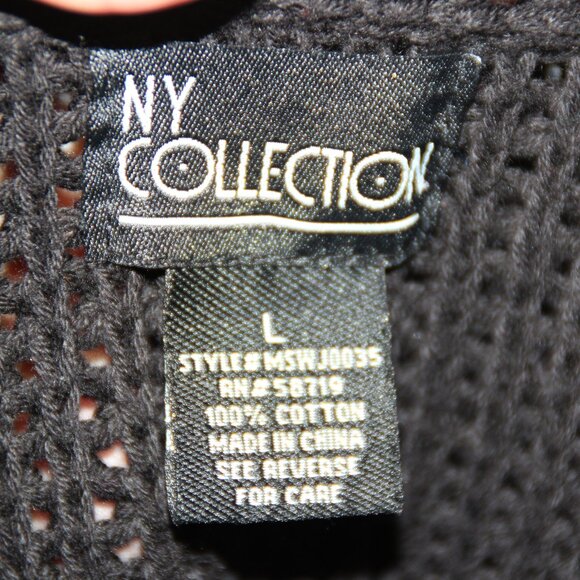 NY
COLLECTION
L
STYLE#MSWJ0035
RN#58719
100% COTTON
MADE IN CHINA
SEE REVERSE
FOR CARE